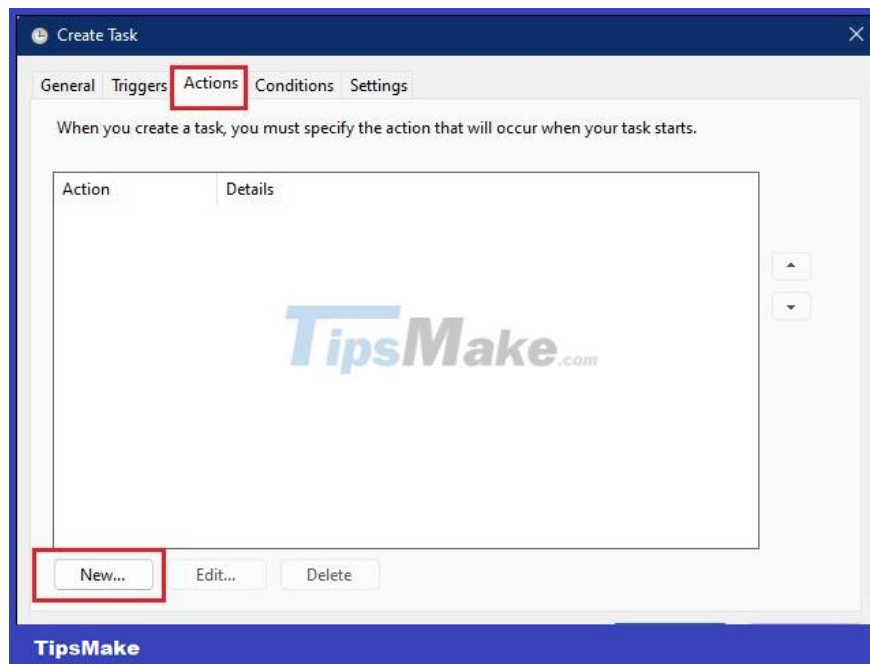 Create Task
General Triggers Actions Conditions Settings
When you create a task, you must specify the action that will occur when your task starts.
Action Details
TipsMake.com
New... Edit... Delete
TipsMake